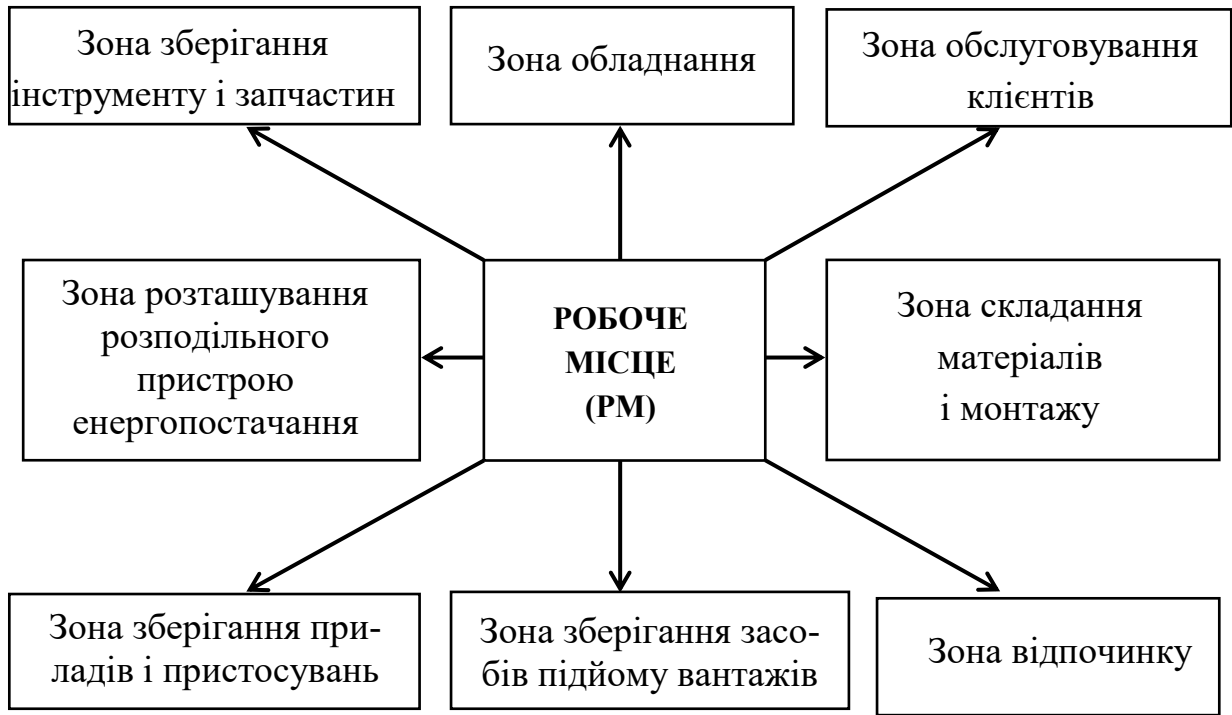 Зона зберігання
інструменту і запчастин
Зона обладнання
Зона обслуговування
клієнтів
Зона розташування
розподільного
пристрою
енергопостачання
РОБОЧЕ
МІСЦЕ
(РМ)
Зона складання
матеріалів
і монтажу
Зона зберігання при-
ладів і пристосувань
Зона зберігання засо-
бів підйому вантажів
Зона відпочинку